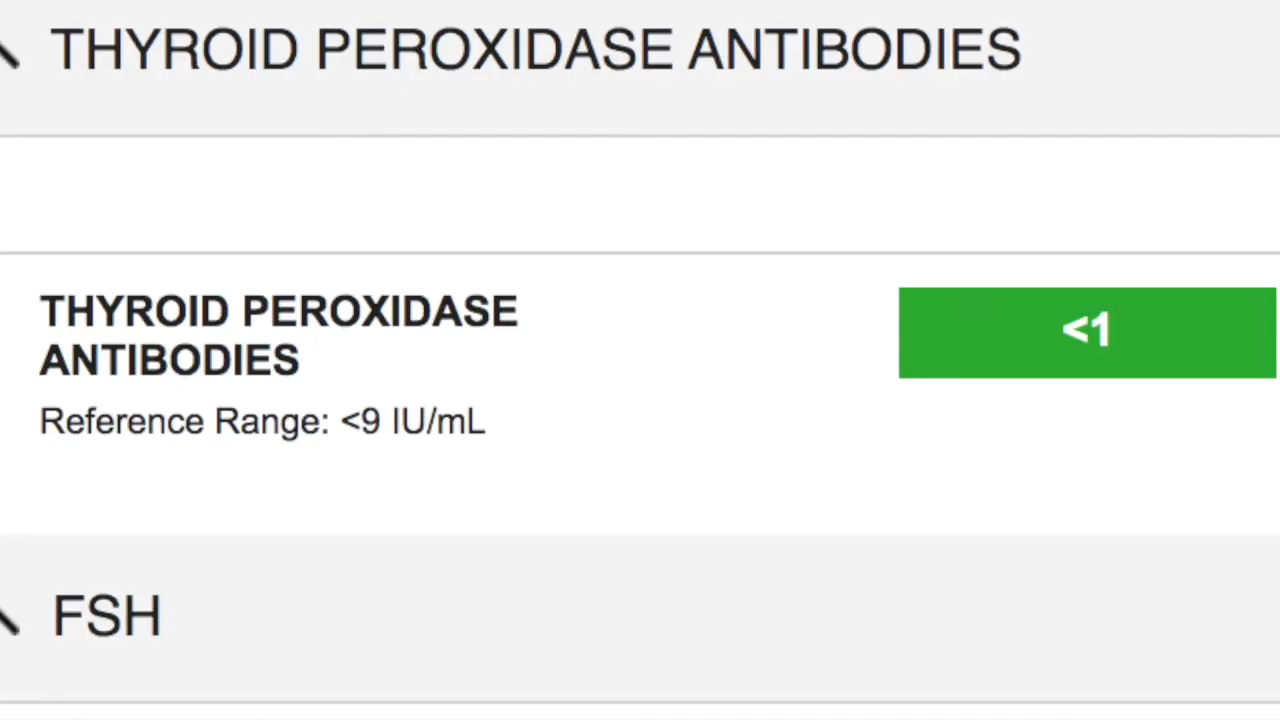 THYROID PEROXIDASE ANTIBODIES
THYROID PEROXIDASE
ANTIBODIES
<1
Reference Range: <9 IU/mL
FSH